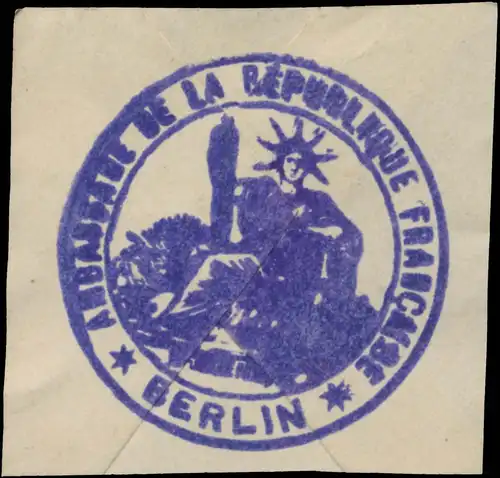 AMBASSADE DE LA RÉPUBLIQUE FRANÇAISE
★ BERLIN ★